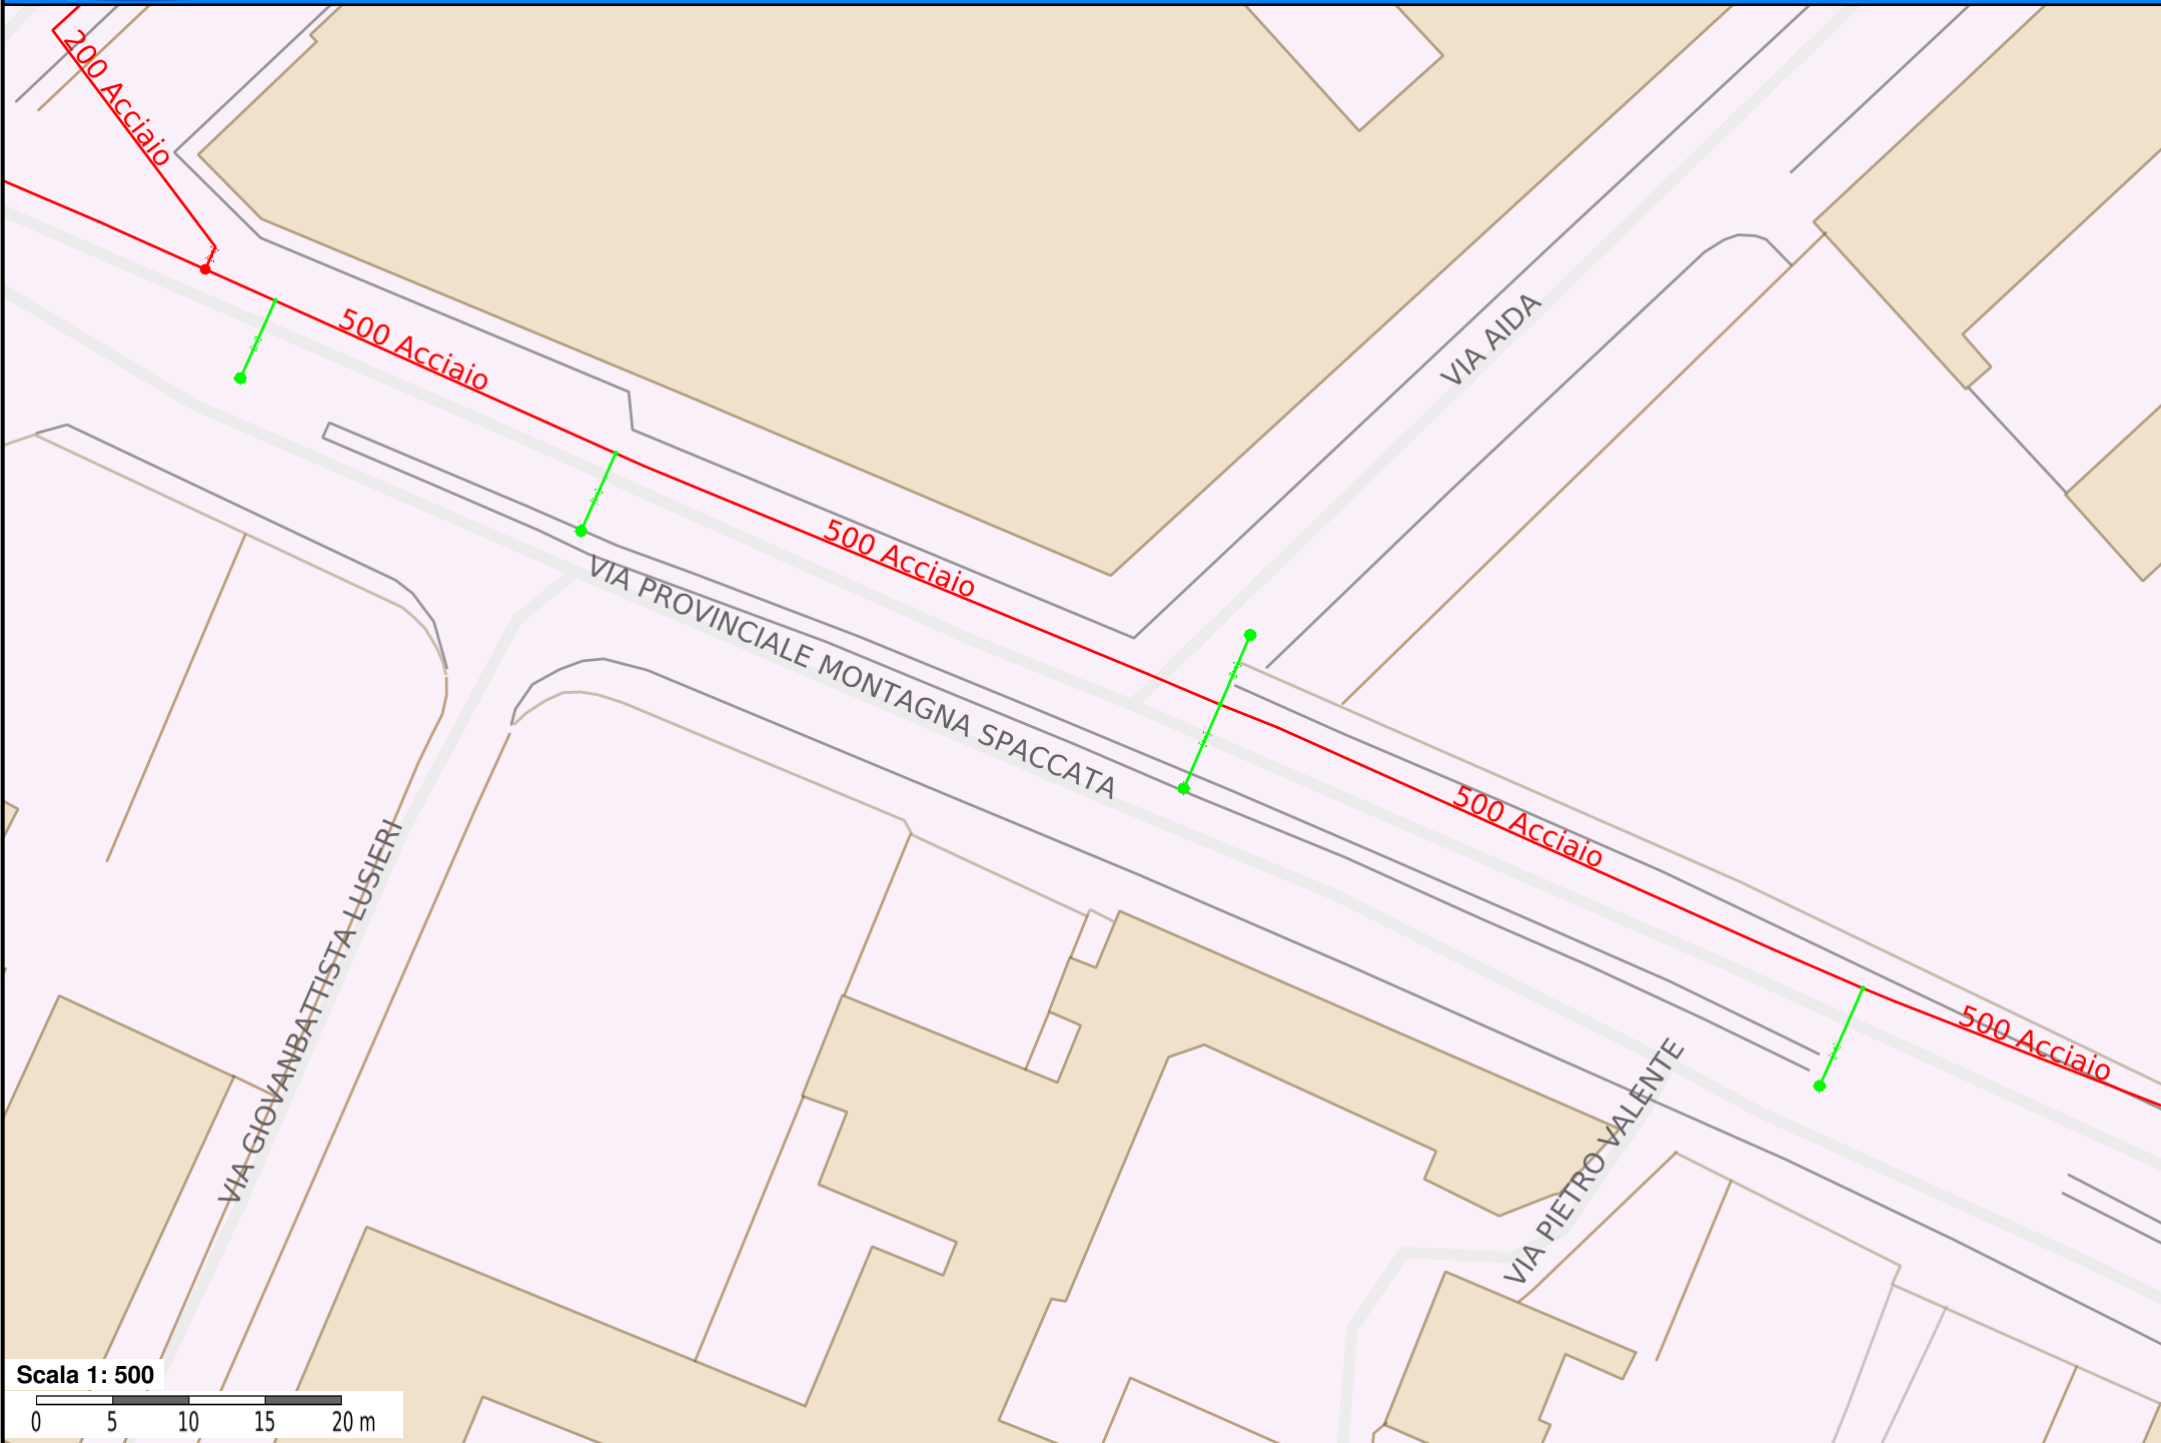 200 Acciaio
500 Acciaio
VIA AIDA
500 Acciaio
VIA PROVINCIALE MONTAGNA SPACCATA
500 Acciaio
VIA GIOVANBATTISTA LUSIERI
500 Acciaio
VIA PIETRO VALENTE
Scala 1: 500
0 5 10 15 20 m